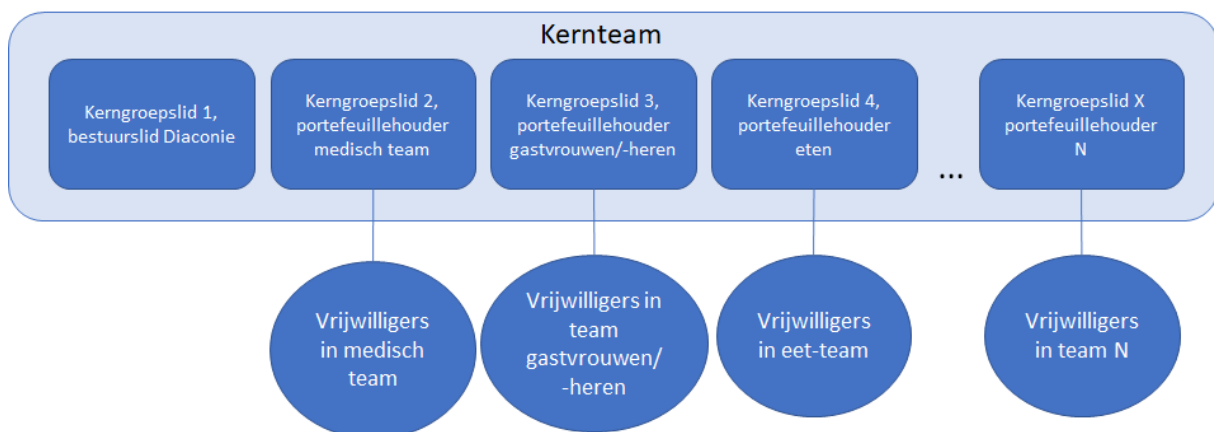 Kernteam
Kerngroepslid 1,
bestuurslid Diaconie
Kerngroepslid 2,
portefeuillehouder
medisch team
Kerngroepslid 3,
portefeuillehouder
gastvrouwen/-heren
Kerngroepslid 4,
portefeuillehouder
eten
...
Kerngroepslid X
portefeuillehouder
N
Vrijwilligers
in medisch
team
Vrijwilligers in
team
gastvrouwen/
-heren
Vrijwilligers
in eet-team
Vrijwilligers
in team N